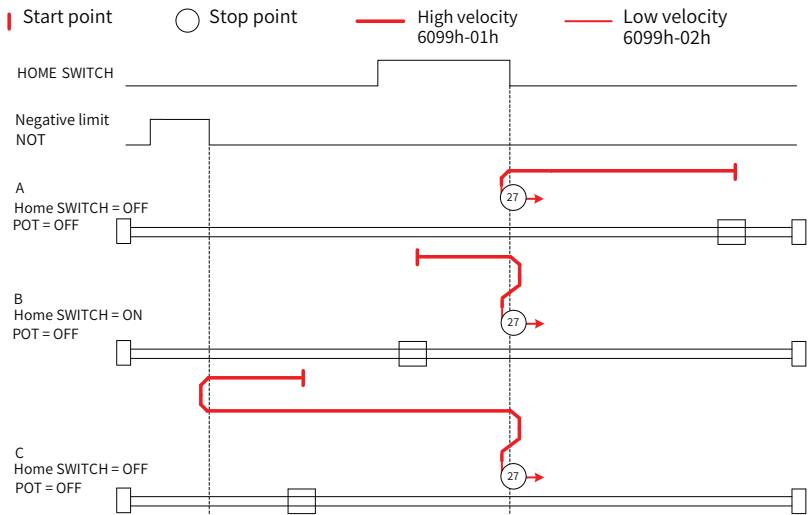 Start point
Stop point
High velocity
6099h-01h
Low velocity
6099h-02h
HOME SWITCH
Negative limit
NOT
A
Home SWITCH = OFF
POT = OFF
27
B
Home SWITCH = ON
POT = OFF
27
C
Home SWITCH = OFF
POT = OFF
27